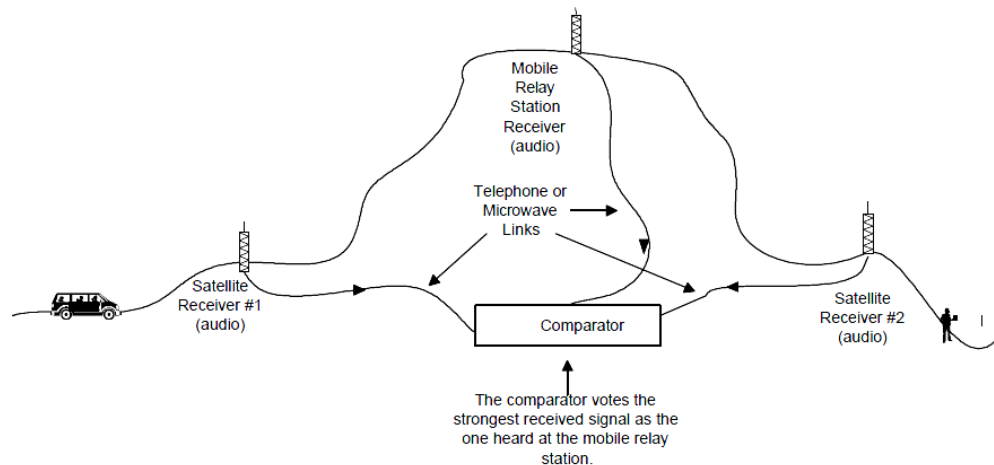 Mobile
Relay
Station
Receiver
(audio)
Telephone or
Microwave
Links
Satellite
Receiver #1
(audio)
Satellite
Receiver #2
(audio)
Comparator
The comparator votes the
strongest received signal as the
one heard at the mobile relay
station.